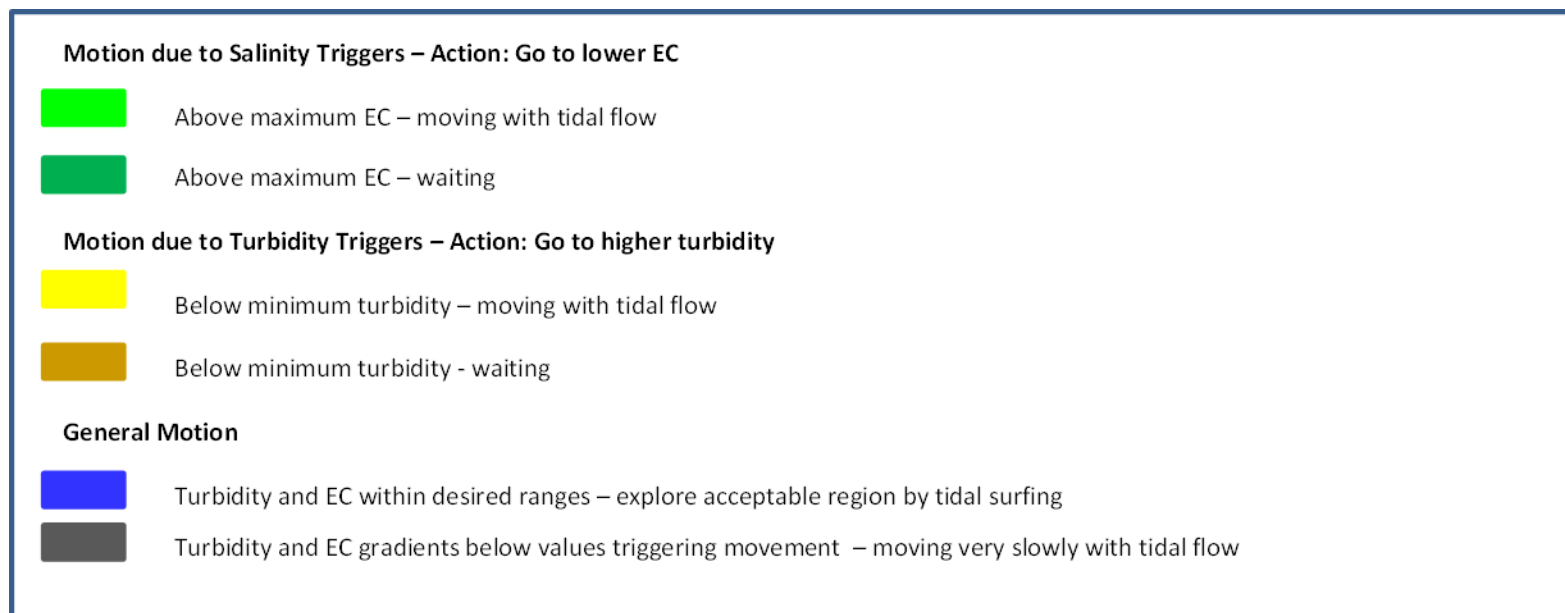 Motion due to Salinity Triggers – Action: Go to lower EC
Above maximum EC – moving with tidal flow
Above maximum EC – waiting
Motion due to Turbidity Triggers – Action: Go to higher turbidity
Below minimum turbidity – moving with tidal flow
Below minimum turbidity - waiting
General Motion
Turbidity and EC within desired ranges – explore acceptable region by tidal surfing
Turbidity and EC gradients below values triggering movement – moving very slowly with tidal flow